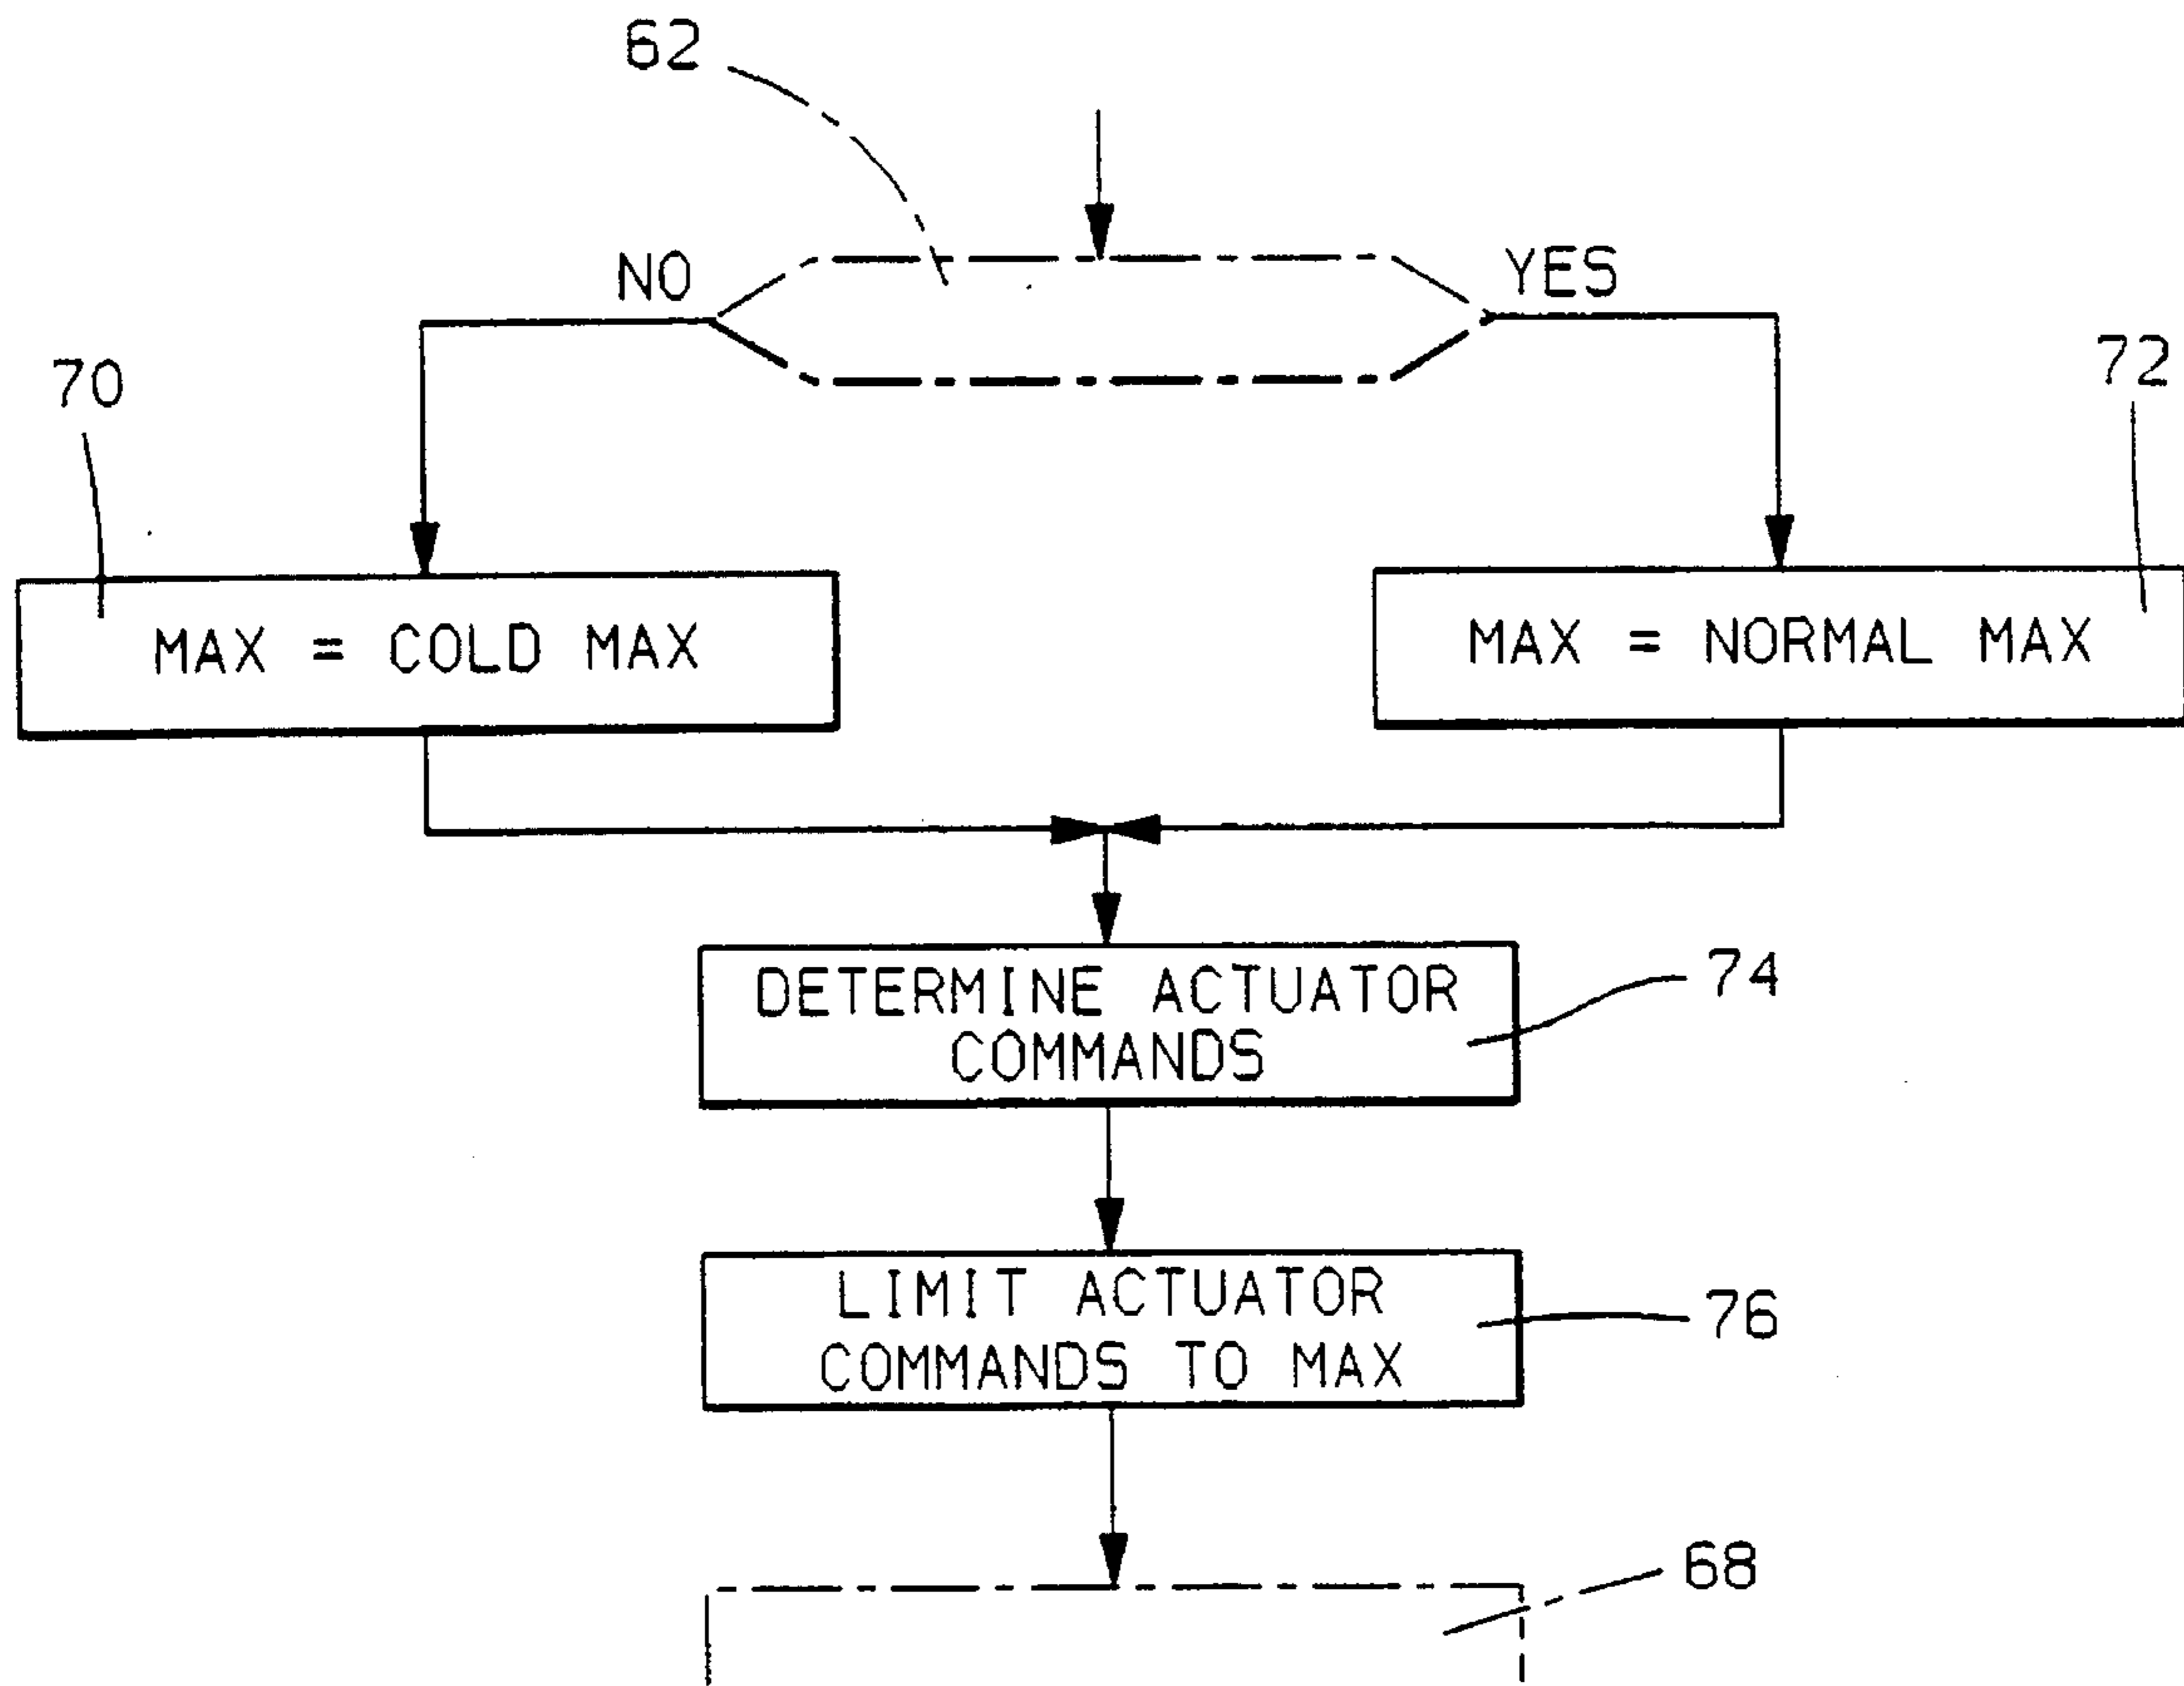 62
NO
YES
70
72
MAX = COLD MAX
MAX = NORMAL MAX
DETERMINE ACTUATOR
COMMANDS
74
LIMIT ACTUATOR
COMMANDS TO MAX
76
68